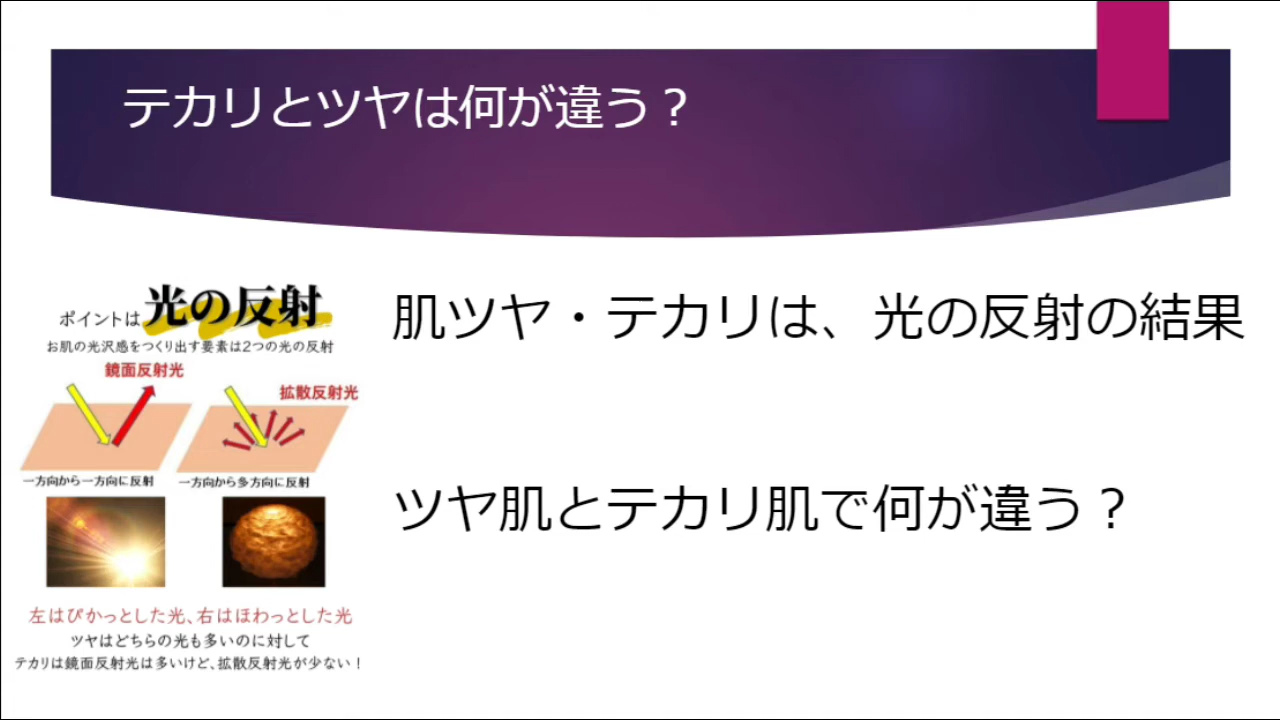 テカリとツヤは何が違う？
ポイントは光の反射
お肌の光沢感をつくり出す要素は2つの光の反射
鏡面反射光
拡散反射光
一方向から一方向に反射
一方向から多方向に反射
左はぴかっとした光、右はほわっとした光
ツヤはどちらの光も多いのに対して
テカリは鏡面反射光は多いけど、拡散反射光が少ない！
肌ツヤ・テカリは、光の反射の結果
ツヤ肌とテカリ肌で何が違う？